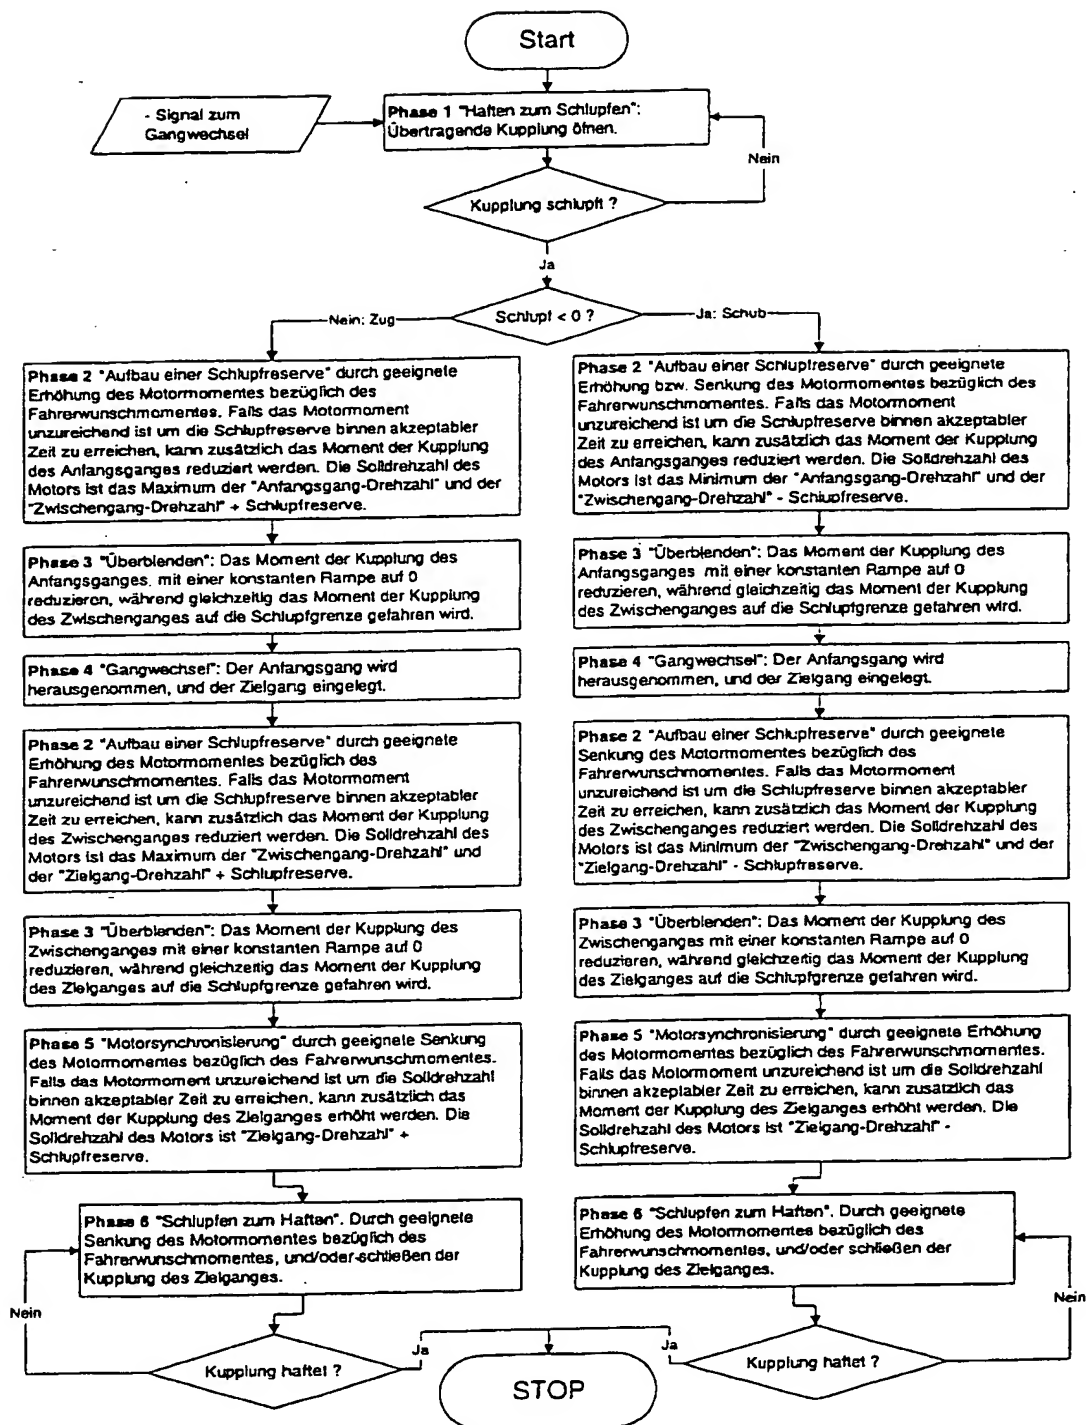 Start
- Signal zum
Gangwechsel
Phase 1 "Haften zum Schlupfen":
Übertragende Kupplung öfnen.
Nein
Kupplung schlupft ?
Ja
Schlupf < 0 ?
Nein: Zug
Ja: Schub
Phase 2 "Aufbau einer Schlupfreserve" durch geeignete
Erhöhung des Motormomentes bezüglich des
Fahrerwunschmomentes. Falls das Motormoment
unzureichend ist um die Schlupfreserve binnen akzeptabler
Zeit zu erreichen, kann zusätzlich das Moment der Kupplung
des Anfangsganges reduziert werden. Die Solldrehzahl des
Motors ist das Maximum der "Anfangsgang-Drehzahl" und der
"Zwischengang-Drehzahl" + Schlupfreserve.
Phase 3 "Überblenden": Das Moment der Kupplung des
Anfangsganges. mit einer konstanten Rampe auf 0
reduzieren, während gleichzeitig das Moment der Kupplung
des Zwischenganges auf die Schlupfgrenze gefahren wird.
Phase 4 "Gangwechsel": Der Anfangsgang wird
herausgenommen, und der Zielgang eingelegt.
Phase 2 "Aufbau einer Schlupfreserve" durch geeignete
Erhöhung des Motormomentes bezüglich des
Fahrerwunschmomentes. Falls das Motormoment
unzureichend ist um die Schlupfreserve binnen akzeptabler
Zeit zu erreichen, kann zusätzlich das Moment der Kupplung
des Zwischenganges reduziert werden. Die Solldrehzahl des
Motors ist das Maximum der "Zwischengang-Drehzahl" und
der "Zielgang-Drehzahl" + Schlupfreserve.
Phase 3 "Überblenden": Das Moment der Kupplung des
Zwischenganges mit einer konstanten Rampe auf 0
reduzieren, während gleichzeitig das Moment der Kupplung
des Zielganges auf die Schlupfgrenze gefahren wird.
Phase 5 "Motorsynchronisierung" durch geeignete Senkung
des Motormomentes bezüglich des Fahrerwunschmomentes.
Falls das Motormoment unzureichend ist um die Solldrehzahl
binnen akzeptabler Zeit zu erreichen, kann zusätzlich das
Moment der Kupplung des Zielganges erhöht werden. Die
Solldrehzahl des Motors ist "Zielgang-Drehzahl" +
Schlupfreserve.
Phase 6 "Schlupfen zum Haften". Durch geeignete
Senkung des Motormomentes bezüglich des
Fahrerwunschmomentes, und/oder schließen der
Kupplung des Zielganges.
Nein
Kupplung haftet ?
Ja
Phase 2 "Aufbau einer Schlupfreserve" durch geeignete
Erhöhung bzw. Senkung des Motormomentes bezüglich des
Fahrerwunschmomentes. Falls das Motormoment
unzureichend ist um die Schlupfreserve binnen akzeptabler
Zeit zu erreichen, kann zusätzlich das Moment der Kupplung
des Anfangsganges reduziert werden. Die Solldrehzahl des
Motors ist das Minimum der "Anfangsgang-Drehzahl" und der
"Zwischengang-Drehzahl" - Schlupfreserve.
Phase 3 "Überblenden": Das Moment der Kupplung des
Anfangsganges mit einer konstanten Rampe auf 0
reduzieren, während gleichzeitig das Moment der Kupplung
des Zwischenganges auf die Schlupfgrenze gefahren wird.
Phase 4 "Gangwechsel": Der Anfangsgang wird
herausgenommen, und der Zielgang eingelegt.
Phase 2 "Aufbau einer Schlupfreserve" durch geeignete
Senkung des Motormomentes bezüglich des
Fahrerwunschmomentes. Falls das Motormoment
unzureichend ist um die Schlupfreserve binnen akzeptabler
Zeit zu erreichen, kann zusätzlich das Moment der Kupplung
des Zwischenganges reduziert werden. Die Solldrehzahl des
Motors ist das Minimum der "Zwischengang-Drehzahl" und der
"Zielgang-Drehzahl" - Schlupfreserve.
Phase 3 "Überblenden": Das Moment der Kupplung des
Zwischenganges mit einer konstanten Rampe auf 0
reduzieren, während gleichzeitig das Moment der Kupplung
des Zielganges auf die Schlupfgrenze gefahren wird.
Phase 5 "Motorsynchronisierung" durch geeignete Erhöhung
des Motormomentes bezüglich des Fahrerwunschmomentes.
Falls das Motormoment unzureichend ist um die Solldrehzahl
binnen akzeptabler Zeit zu erreichen, kann zusätzlich das
Moment der Kupplung des Zielganges erhöht werden. Die
Solldrehzahl des Motors ist "Zielgang-Drehzahl" -
Schlupfreserve.
Phase 6 "Schlupfen zum Haften". Durch geeignete
Erhöhung des Motormomentes bezüglich des
Fahrerwunschmomentes, und/oder schließen der
Kupplung des Zielganges.
Nein
Ja
Kupplung haftet ?
STOP